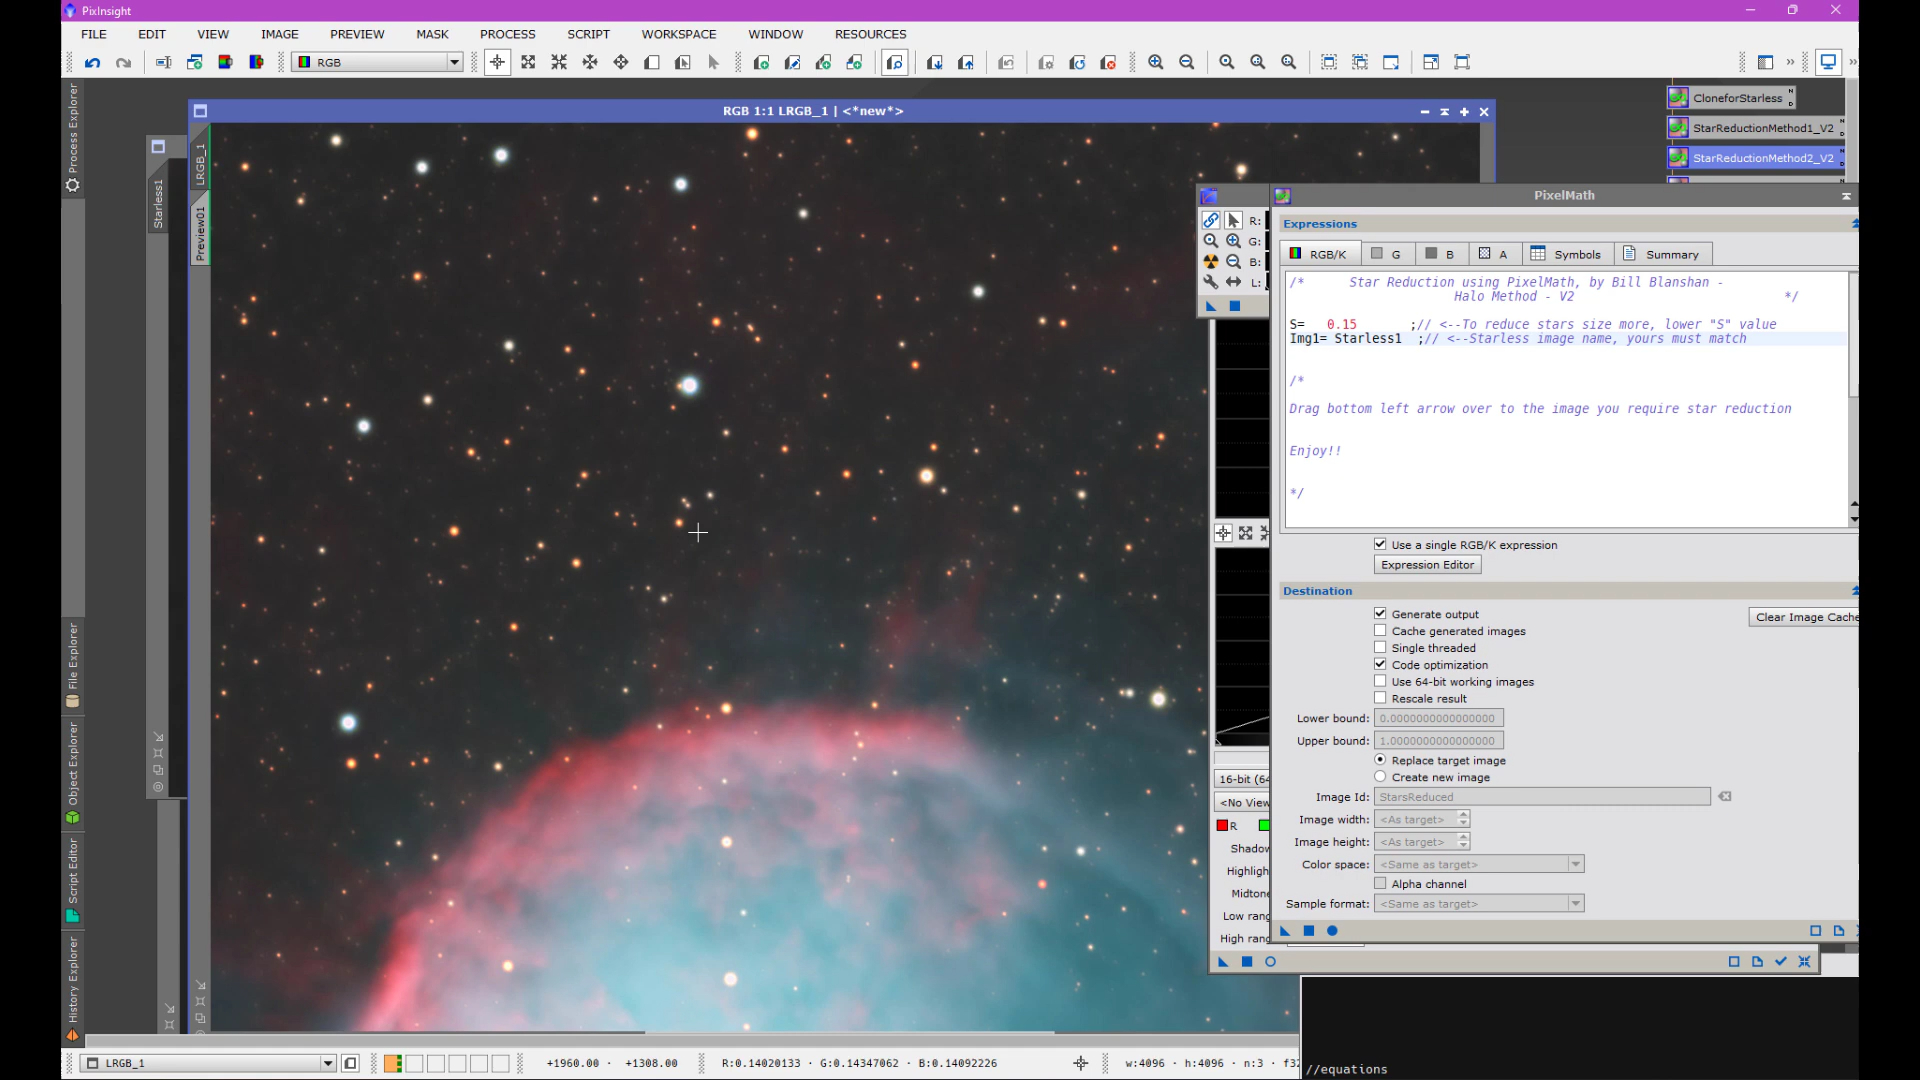 PixInsight
FILE EDIT VIEW IMAGE PREVIEW MASK PROCESS SCRIPT WORKSPACE WINDOW RESOURCES
RGB
Process Explorer
File Explorer
Object Explorer
Script Editor
History Explorer
Starless1
RGB 1:1 LRGB_1 | <*new*>
LRGB_1
Preview01
CloneforStarless
StarReductionMethod1_V2
StarReductionMethod2_V2
R:
G:
B:
L:
PixelMath
Expressions
RGB/K G B A Symbols Summary
/* Star Reduction using PixelMath, by Bill Blanshan -
Halo Method - V2 */
S= 0.15 ;// <--To reduce stars size more, lower "S" value
Img1= Starless1 ;// <--Starless image name, yours must match
/*
Drag bottom left arrow over to the image you require star reduction
Enjoy!!
*/
Use a single RGB/K expression
Expression Editor
Destination
Generate output
Clear Image Cache
Cache generated images
Single threaded
Code optimization
Use 64-bit working images
Rescale result
Lower bound: 0.0000000000000000
Upper bound: 1.0000000000000000
Replace target image
Create new image
Image Id: StarsReduced
Image width: <As target>
Image height: <As target>
Color space: <Same as target>
Alpha channel
Sample format: <Same as target>
16-bit (64
<No View
R
Shadow
Highligh
Midtone
Low rang
High rang
LRGB_1
+1960.00 · +1308.00
R:0.14020133 · G:0.14347062 · B:0.14092226
w:4096 · h:4096 · n:3 · f32
//equations